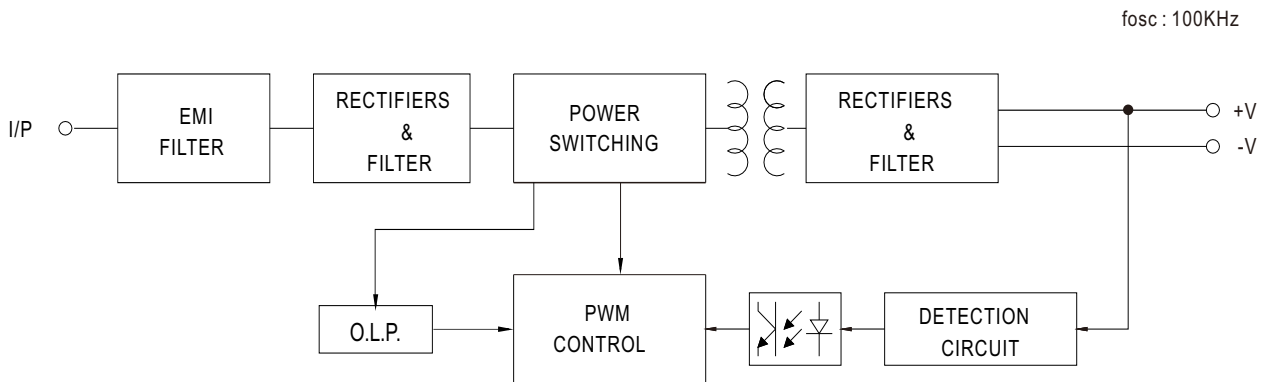 fosc : 100KHz
I/P
EMI
FILTER
RECTIFIERS
&
FILTER
POWER
SWITCHING
RECTIFIERS
&
FILTER
+V
-V
O.L.P.
PWM
CONTROL
DETECTION
CIRCUIT